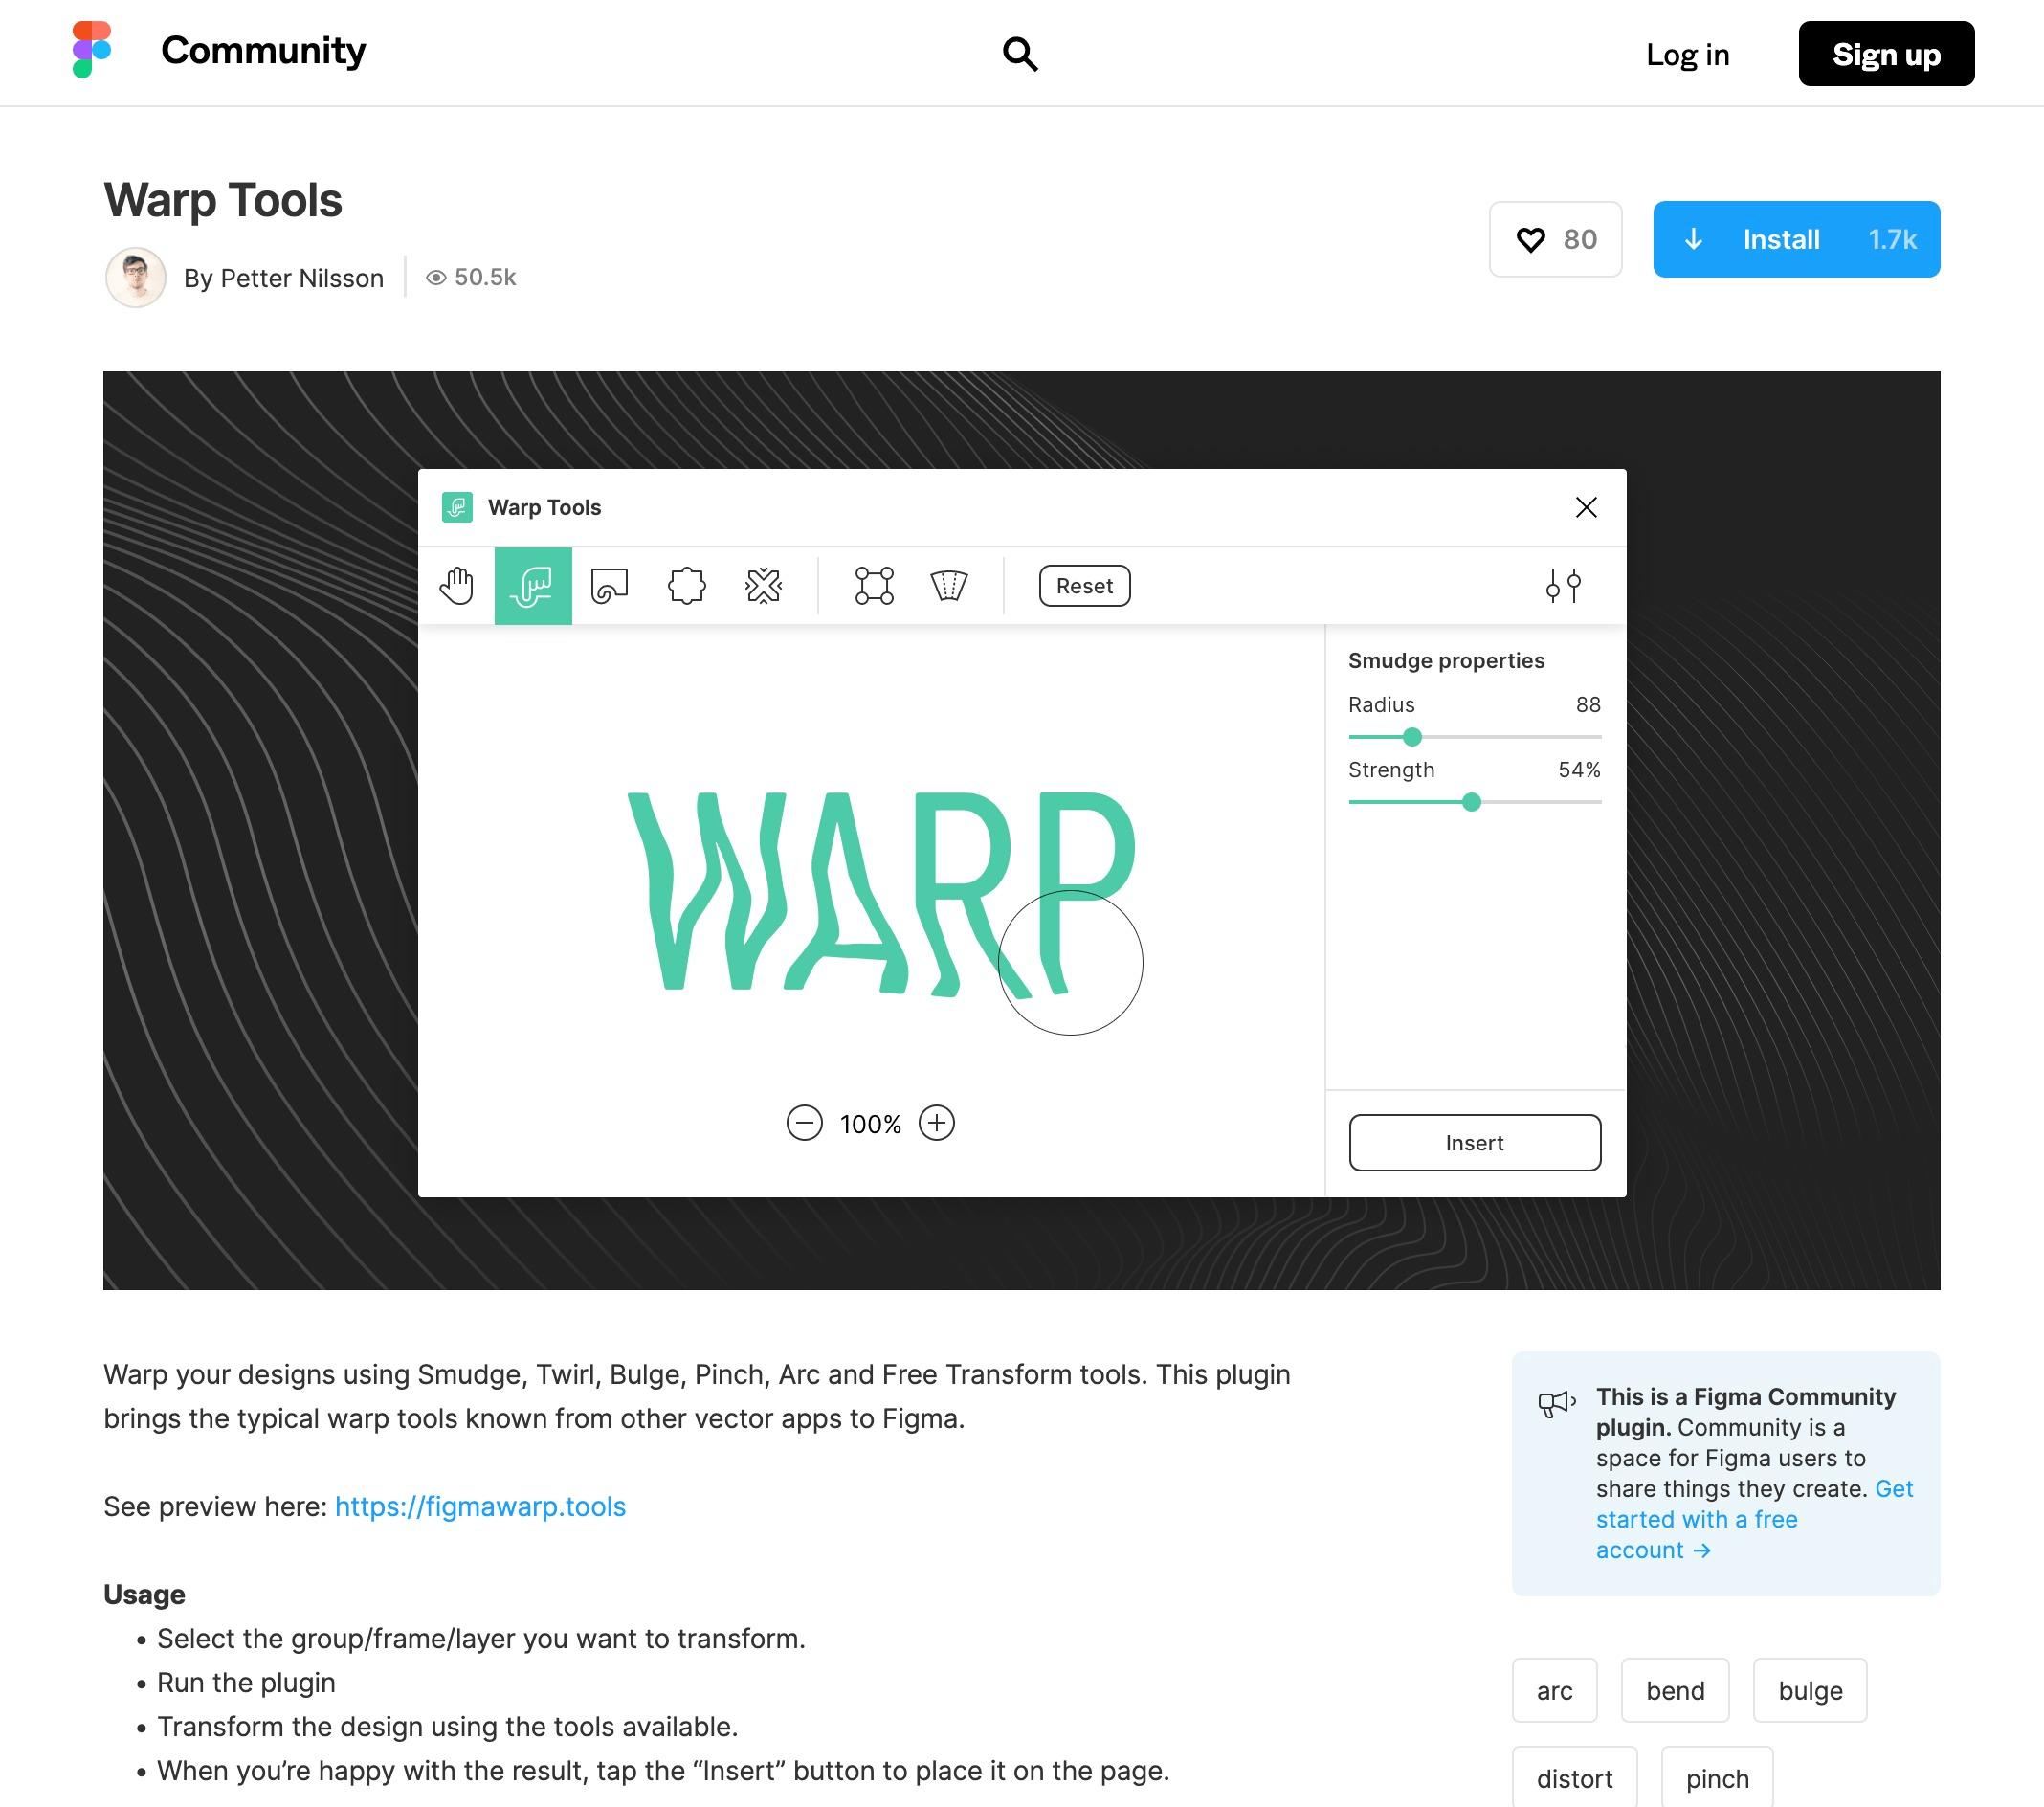 Community
Log in
Sign up
Warp Tools
By Petter Nilsson
50.5k
80
Install 1.7k
Warp Tools
Reset
Smudge properties
Radius 88
Strength 54%
WARP
100%
Insert
Warp your designs using Smudge, Twirl, Bulge, Pinch, Arc and Free Transform tools. This plugin
brings the typical warp tools known from other vector apps to Figma.
See preview here: https://figmawarp.tools
Usage
• Select the group/frame/layer you want to transform.
• Run the plugin
• Transform the design using the tools available.
• When you’re happy with the result, tap the “Insert” button to place it on the page.
This is a Figma Community
plugin. Community is a
space for Figma users to
share things they create. Get
started with a free
account →
arc
bend
bulge
distort
pinch